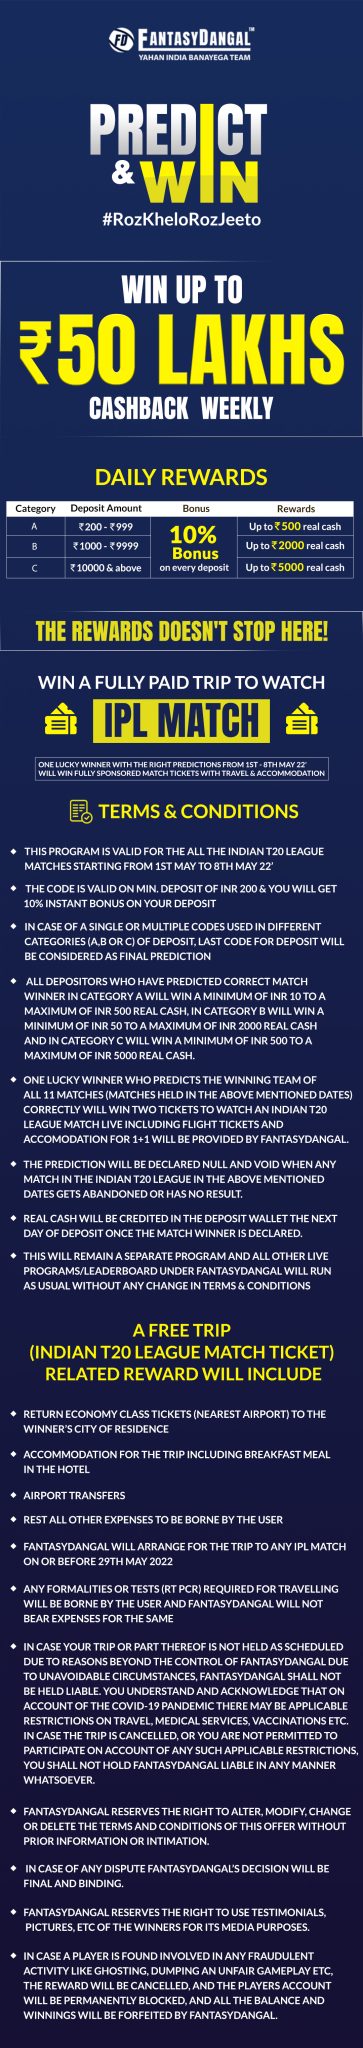 FD FANTASYDANGAL™
YAHAN INDIA BANAYEGA TEAM
PREDICT
& WIN
#RozKheloRozJeeto
WIN UP TO
₹50 LAKHS
CASHBACK WEEKLY
DAILY REWARDS
Category Deposit Amount Bonus Rewards
A ₹200 - ₹999 10% Bonus on every deposit Up to ₹500 real cash
B ₹1000 - ₹9999 Up to ₹2000 real cash
C ₹10000 & above Up to ₹5000 real cash
THE REWARDS DOESN'T STOP HERE!
WIN A FULLY PAID TRIP TO WATCH
IPL MATCH
ONE LUCKY WINNER WITH THE RIGHT PREDICTIONS FROM 1ST - 8TH MAY 22'
WILL WIN FULLY SPONSORED MATCH TICKETS WITH TRAVEL & ACCOMMODATION
TERMS & CONDITIONS
THIS PROGRAM IS VALID FOR THE ALL THE INDIAN T20 LEAGUE
MATCHES STARTING FROM 1ST MAY TO 8TH MAY 22'
THE CODE IS VALID ON MIN. DEPOSIT OF INR 200 & YOU WILL GET
10% INSTANT BONUS ON YOUR DEPOSIT
IN CASE OF A SINGLE OR MULTIPLE CODES USED IN DIFFERENT
CATEGORIES (A,B OR C) OF DEPOSIT, LAST CODE FOR DEPOSIT WILL
BE CONSIDERED AS FINAL PREDICTION
ALL DEPOSITORS WHO HAVE PREDICTED CORRECT MATCH
WINNER IN CATEGORY A WILL WIN A MINIMUM OF INR 10 TO A
MAXIMUM OF INR 500 REAL CASH, IN CATEGORY B WILL WIN A
MINIMUM OF INR 50 TO A MAXIMUM OF INR 2000 REAL CASH
AND IN CATEGORY C WILL WIN A MINIMUM OF INR 500 TO A
MAXIMUM OF INR 5000 REAL CASH.
ONE LUCKY WINNER WHO PREDICTS THE WINNING TEAM OF
ALL 11 MATCHES (MATCHES HELD IN THE ABOVE MENTIONED DATES)
CORRECTLY WILL WIN TWO TICKETS TO WATCH AN INDIAN T20
LEAGUE MATCH LIVE INCLUDING FLIGHT TICKETS AND
ACCOMODATION FOR 1+1 WILL BE PROVIDED BY FANTASYDANGAL.
THE PREDICTION WILL BE DECLARED NULL AND VOID WHEN ANY
MATCH IN THE INDIAN T20 LEAGUE IN THE ABOVE MENTIONED
DATES GETS ABANDONED OR HAS NO RESULT.
REAL CASH WILL BE CREDITED IN THE DEPOSIT WALLET THE NEXT
DAY OF DEPOSIT ONCE THE MATCH WINNER IS DECLARED.
THIS WILL REMAIN A SEPARATE PROGRAM AND ALL OTHER LIVE
PROGRAMS/LEADERBOARD UNDER FANTASYDANGAL WILL RUN
AS USUAL WITHOUT ANY CHANGE IN TERMS & CONDITIONS
A FREE TRIP
(INDIAN T20 LEAGUE MATCH TICKET)
RELATED REWARD WILL INCLUDE
RETURN ECONOMY CLASS TICKETS (NEAREST AIRPORT) TO THE
WINNER'S CITY OF RESIDENCE
ACCOMMODATION FOR THE TRIP INCLUDING BREAKFAST MEAL
IN THE HOTEL
AIRPORT TRANSFERS
REST ALL OTHER EXPENSES TO BE BORNE BY THE USER
FANTASYDANGAL WILL ARRANGE FOR THE TRIP TO ANY IPL MATCH
ON OR BEFORE 29TH MAY 2022
ANY FORMALITIES OR TESTS (RT PCR) REQUIRED FOR TRAVELLING
WILL BE BORNE BY THE USER AND FANTASYDANGAL WILL NOT
BEAR EXPENSES FOR THE SAME
IN CASE YOUR TRIP OR PART THEREOF IS NOT HELD AS SCHEDULED
DUE TO REASONS BEYOND THE CONTROL OF FANTASYDANGAL DUE
TO UNAVOIDABLE CIRCUMSTANCES, FANTASYDANGAL SHALL NOT
BE HELD LIABLE. YOU UNDERSTAND AND ACKNOWLEDGE THAT ON
ACCOUNT OF THE COVID-19 PANDEMIC THERE MAY BE APPLICABLE
RESTRICTIONS ON TRAVEL, MEDICAL SERVICES, VACCINATIONS ETC.
IN CASE THE TRIP IS CANCELLED, OR YOU ARE NOT PERMITTED TO
PARTICIPATE ON ACCOUNT OF ANY SUCH APPLICABLE RESTRICTIONS,
YOU SHALL NOT HOLD FANTASYDANGAL LIABLE IN ANY MANNER
WHATSOEVER.
FANTASYDANGAL RESERVES THE RIGHT TO ALTER, MODIFY, CHANGE
OR DELETE THE TERMS AND CONDITIONS OF THIS OFFER WITHOUT
PRIOR INFORMATION OR INTIMATION.
IN CASE OF ANY DISPUTE FANTASYDANGAL'S DECISION WILL BE
FINAL AND BINDING.
FANTASYDANGAL RESERVES THE RIGHT TO USE TESTIMONIALS,
PICTURES, ETC OF THE WINNERS FOR ITS MEDIA PURPOSES.
IN CASE A PLAYER IS FOUND INVOLVED IN ANY FRAUDULENT
ACTIVITY LIKE GHOSTING, DUMPING AN UNFAIR GAMEPLAY ETC,
THE REWARD WILL BE CANCELLED, AND THE PLAYERS ACCOUNT
WILL BE PERMANENTLY BLOCKED, AND ALL THE BALANCE AND
WINNINGS WILL BE FORFEITED BY FANTASYDANGAL.